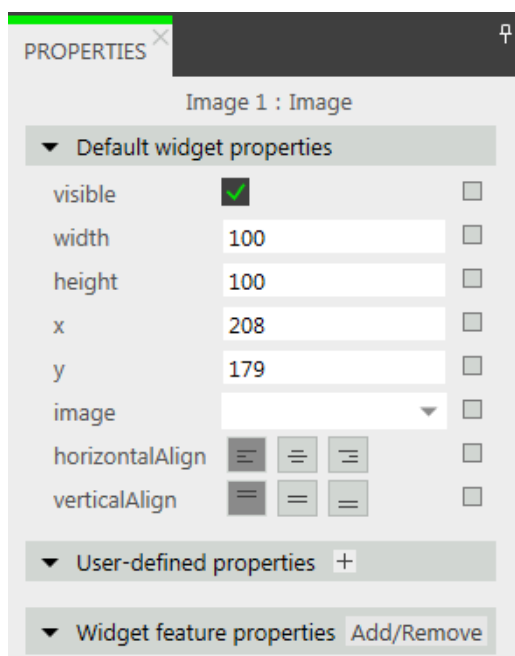 PROPERTIES
Image 1 : Image
Default widget properties
visible
width 100
height 100
x 208
y 179
image
horizontalAlign
verticalAlign
User-defined properties +
Widget feature properties Add/Remove